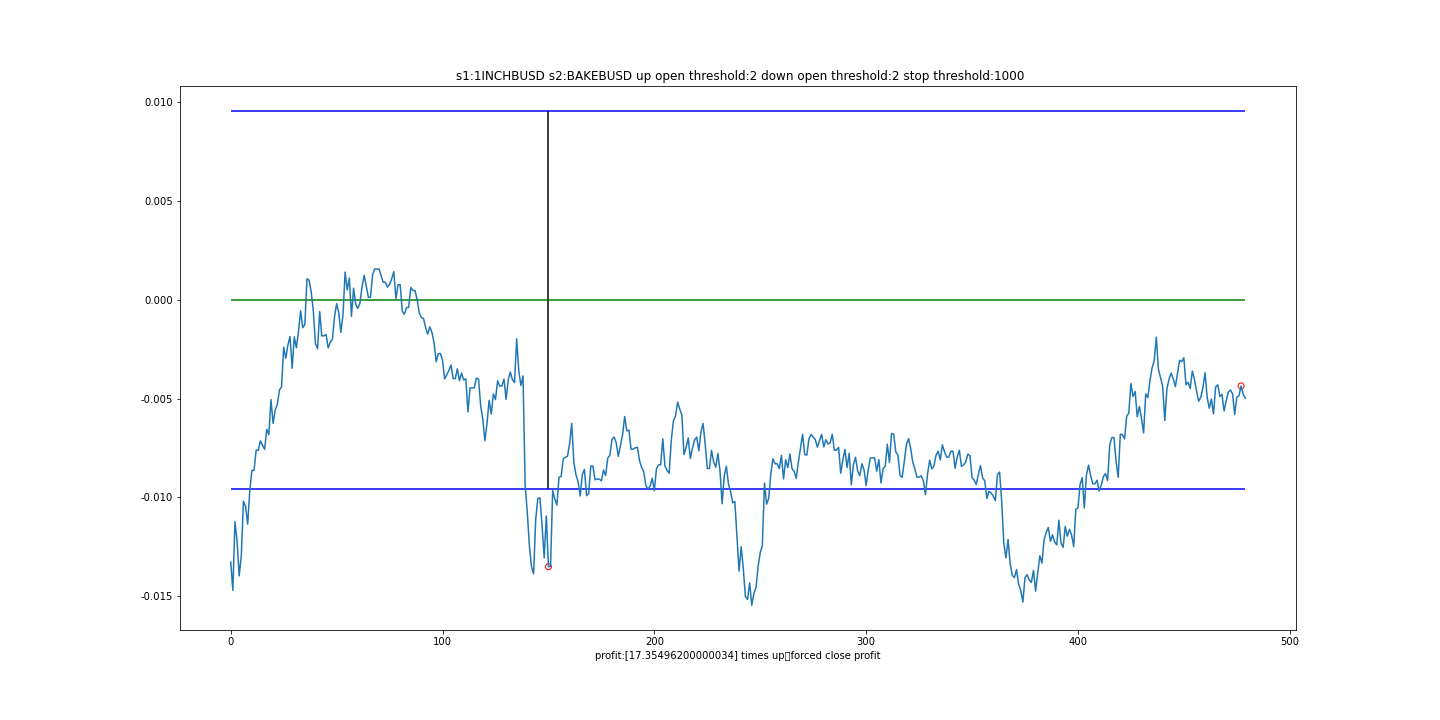 s1:1INCHBUSD s2:BAKEBUSD up open threshold:2 down open threshold:2 stop threshold:1000
0.010
0.005
0.000
-0.005
-0.010
-0.015
0 100 200 300 400 500
profit:[17.35496200000034] times up▯forced close profit